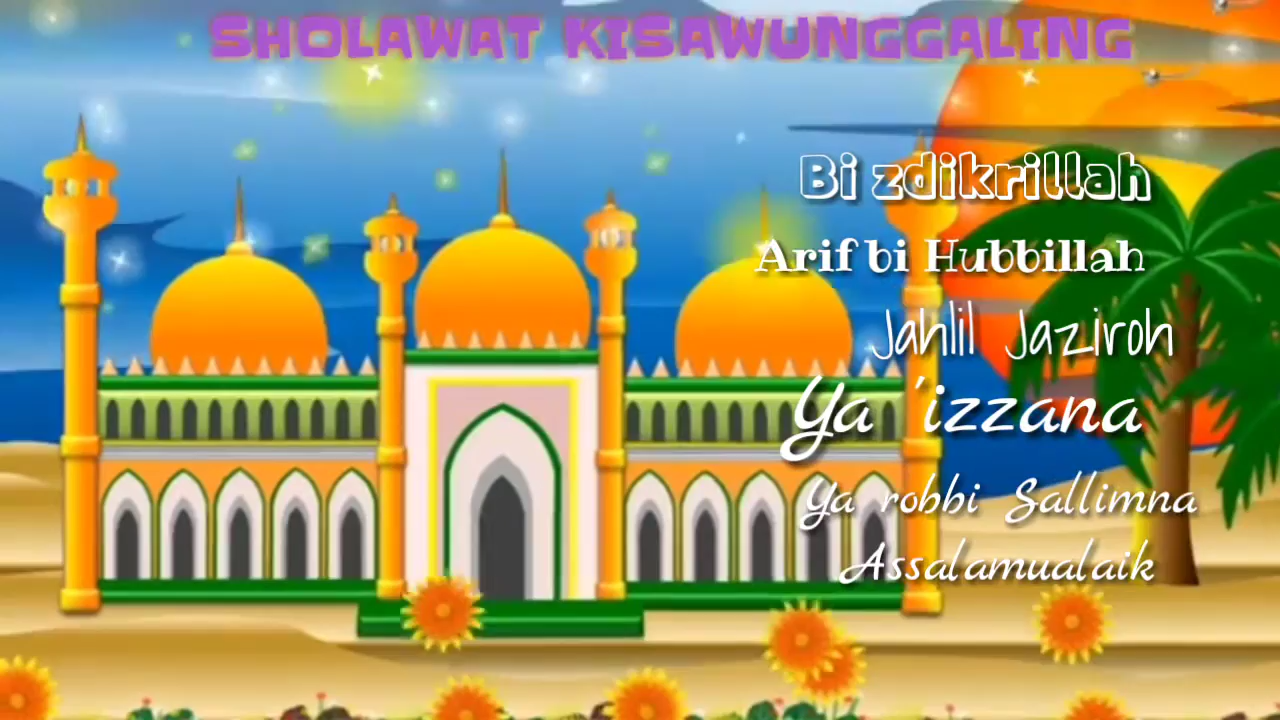 SHOLAWAT KISAWUNGGALING
Bi zdikrillah
Arif bi Hubbillah
Jahlil Jaziroh
Ya 'izzana
Ya robbi Sallimna
Assalamualaik